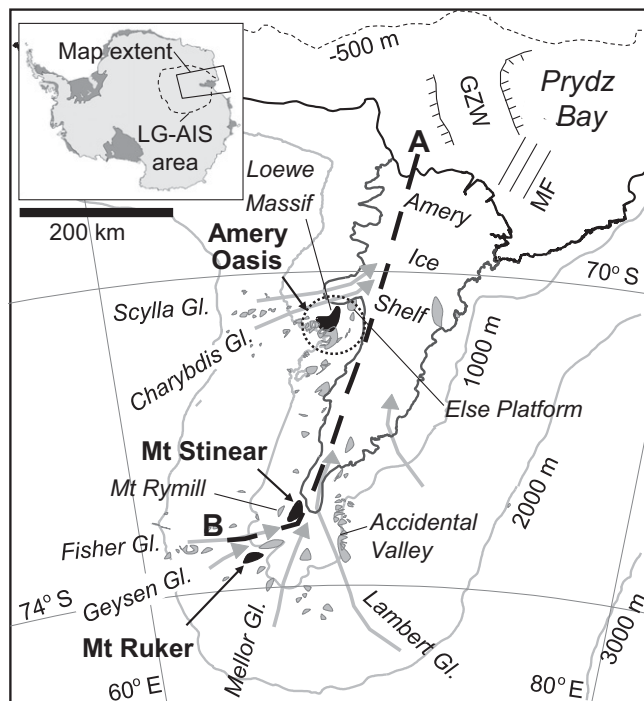 Map extent
LG-AIS
area
200 km
-500 m
GZW
Prydz
Bay
MF
A
Loewe
Massif
Amery
Oasis
Amery
Ice
Shelf
70° S
Scylla Gl.
Charybdis Gl.
1000 m
Else Platform
Mt Stinear
Mt Rymill
2000 m
B
Fisher Gl.
Accidental
Valley
Geysen Gl.
74° S
Mt Ruker
Mellor Gl.
Lambert Gl.
3000 m
60° E
80° E